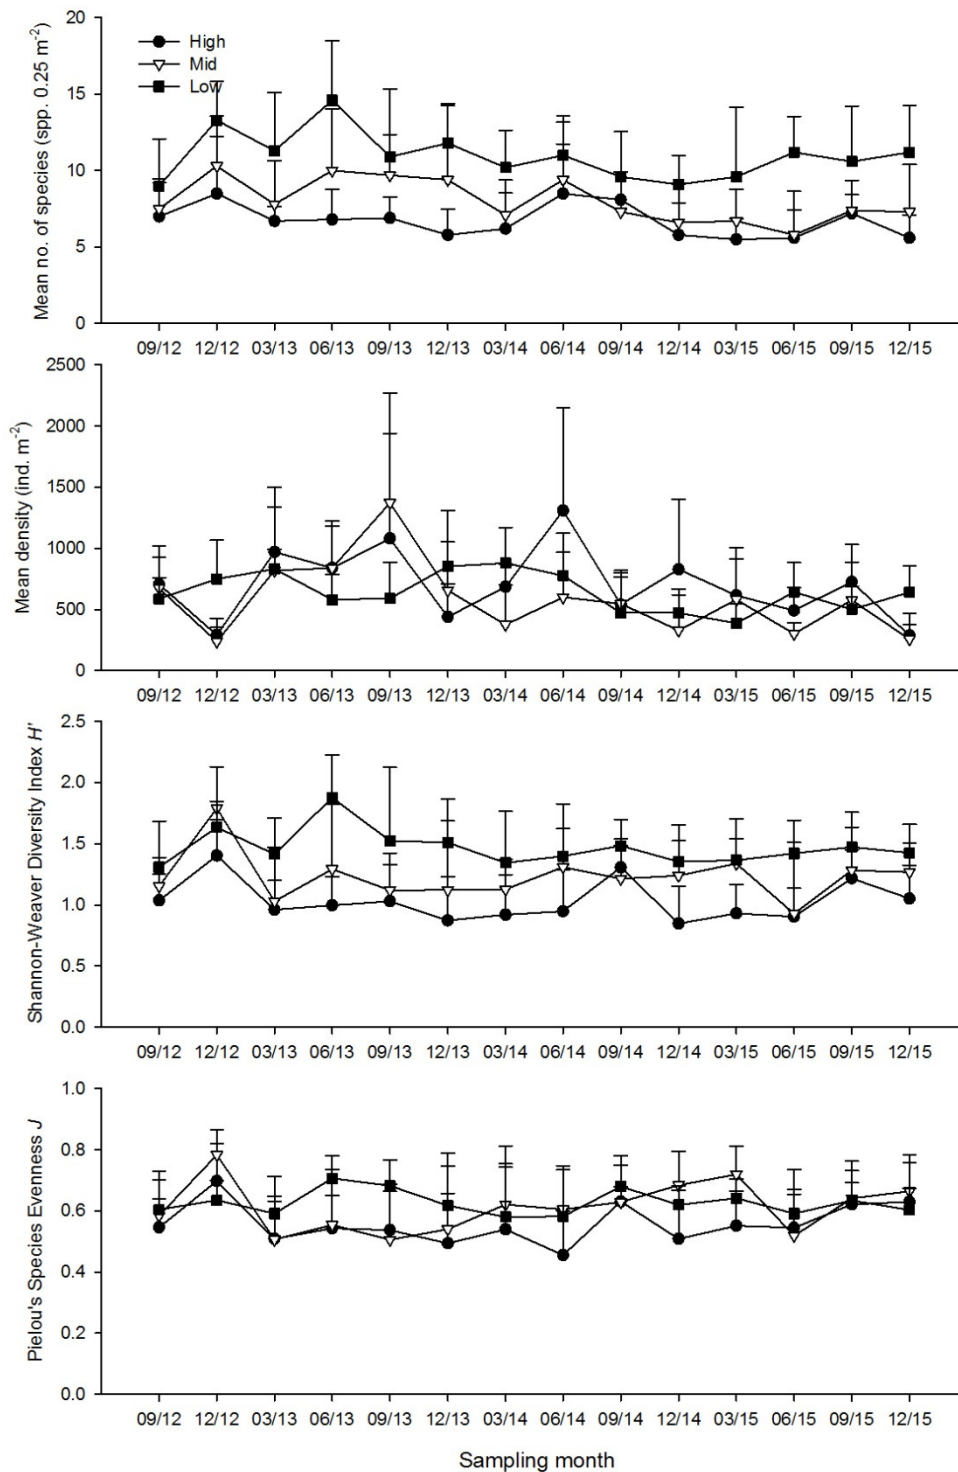 Mean no. of species (spp. 0.25 m-2)
20
15
10
5
0
High
Mid
Low
09/12 12/12 03/13 06/13 09/13 12/13 03/14 06/14 09/14 12/14 03/15 06/15 09/15 12/15
Mean density (ind. m-2)
2500
2000
1500
1000
500
0
09/12 12/12 03/13 06/13 09/13 12/13 03/14 06/14 09/14 12/14 03/15 06/15 09/15 12/15
Shannon-Weaver Diversity Index H'
2.5
2.0
1.5
1.0
0.5
0.0
09/12 12/12 03/13 06/13 09/13 12/13 03/14 06/14 09/14 12/14 03/15 06/15 09/15 12/15
Pielou's Species Evenness J
1.0
0.8
0.6
0.4
0.2
0.0
09/12 12/12 03/13 06/13 09/13 12/13 03/14 06/14 09/14 12/14 03/15 06/15 09/15 12/15
Sampling month